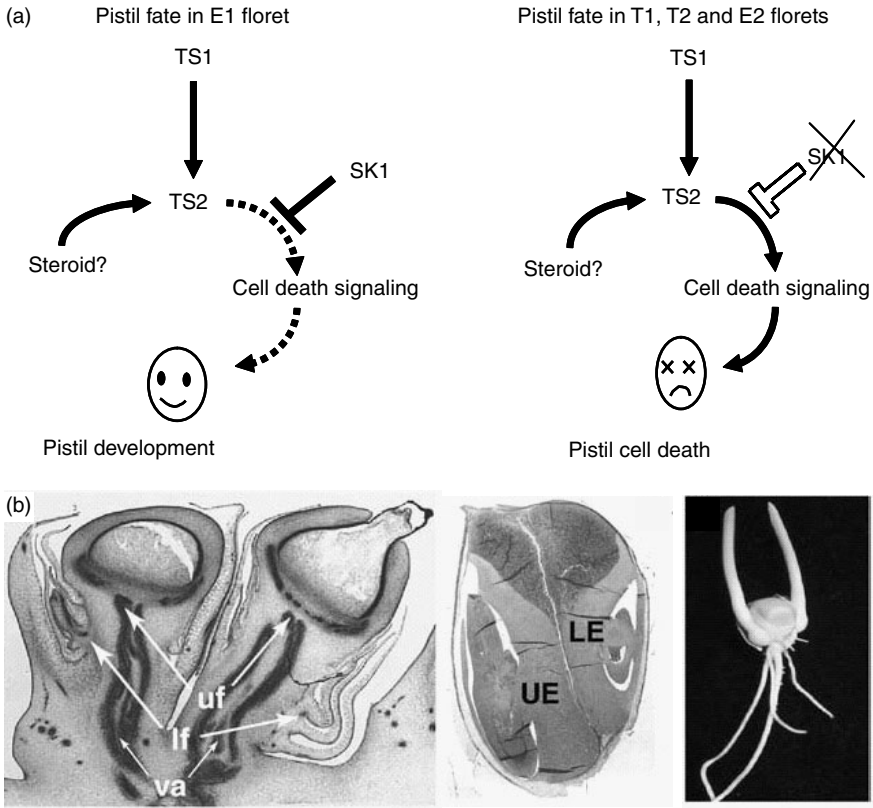 (a)
Pistil fate in E1 floret
TS1
SK1
TS2
Steroid?
Cell death signaling
Pistil development
Pistil fate in T1, T2 and E2 florets
TS1
SK1
TS2
Steroid?
Cell death signaling
Pistil cell death
(b)
uf
lf
va
LE
UE